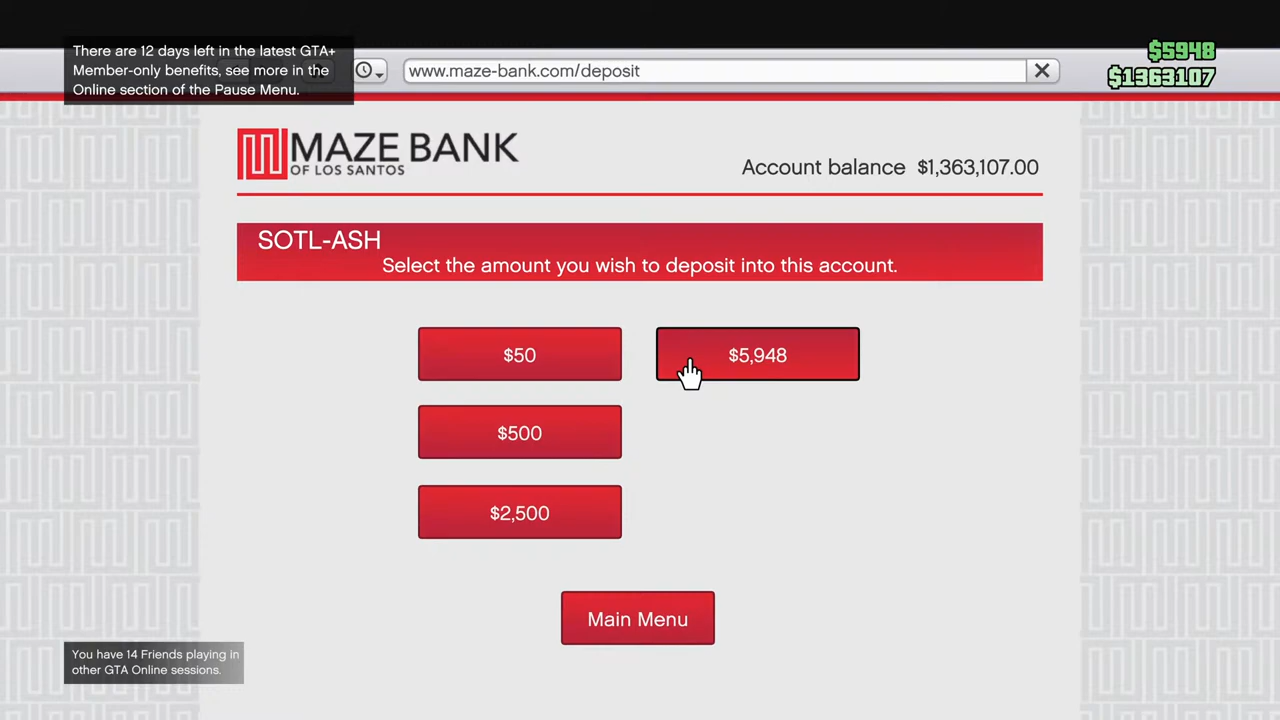 There are 12 days left in the latest GTA+
Member-only benefits, see more in the
Online section of the Pause Menu.
www.maze-bank.com/deposit
$5948
$1363107
MAZE BANK
OF LOS SANTOS
Account balance $1,363,107.00
SOTL-ASH
Select the amount you wish to deposit into this account.
$50
$5,948
$500
$2,500
Main Menu
You have 14 Friends playing in
other GTA Online sessions.